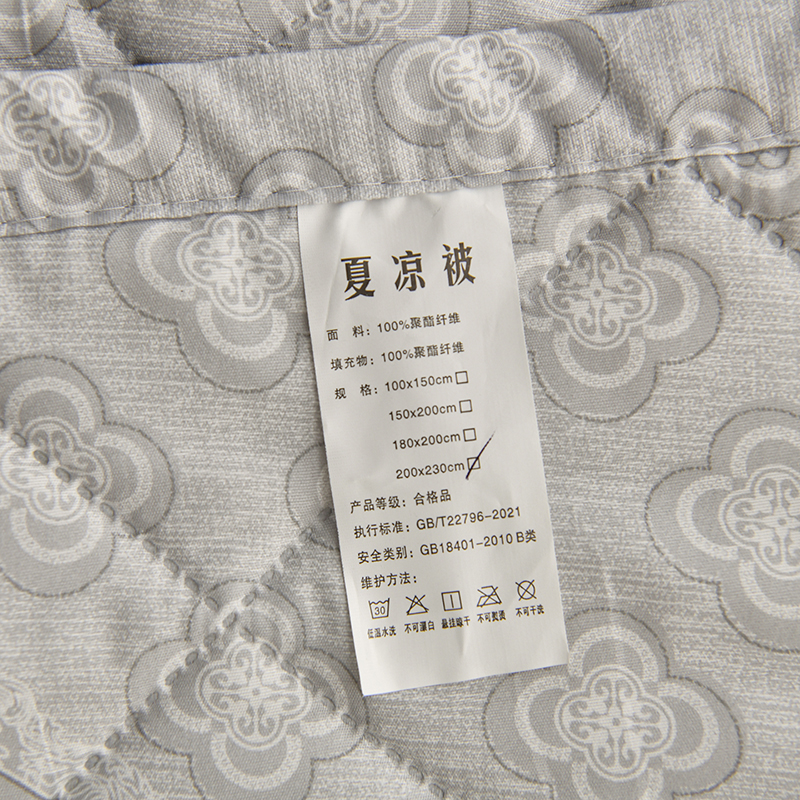 夏凉被
面 料：100%聚酯纤维
填充物：100%聚酯纤维
规 格：100x150cm□
150x200cm□
180x200cm□
200x230cm☑
产品等级：合格品
执行标准：GB/T22796-2021
安全类别：GB18401-2010 B类
维护方法：
30
低温水洗 不可漂白 悬挂晾干 不可熨烫 不可干洗